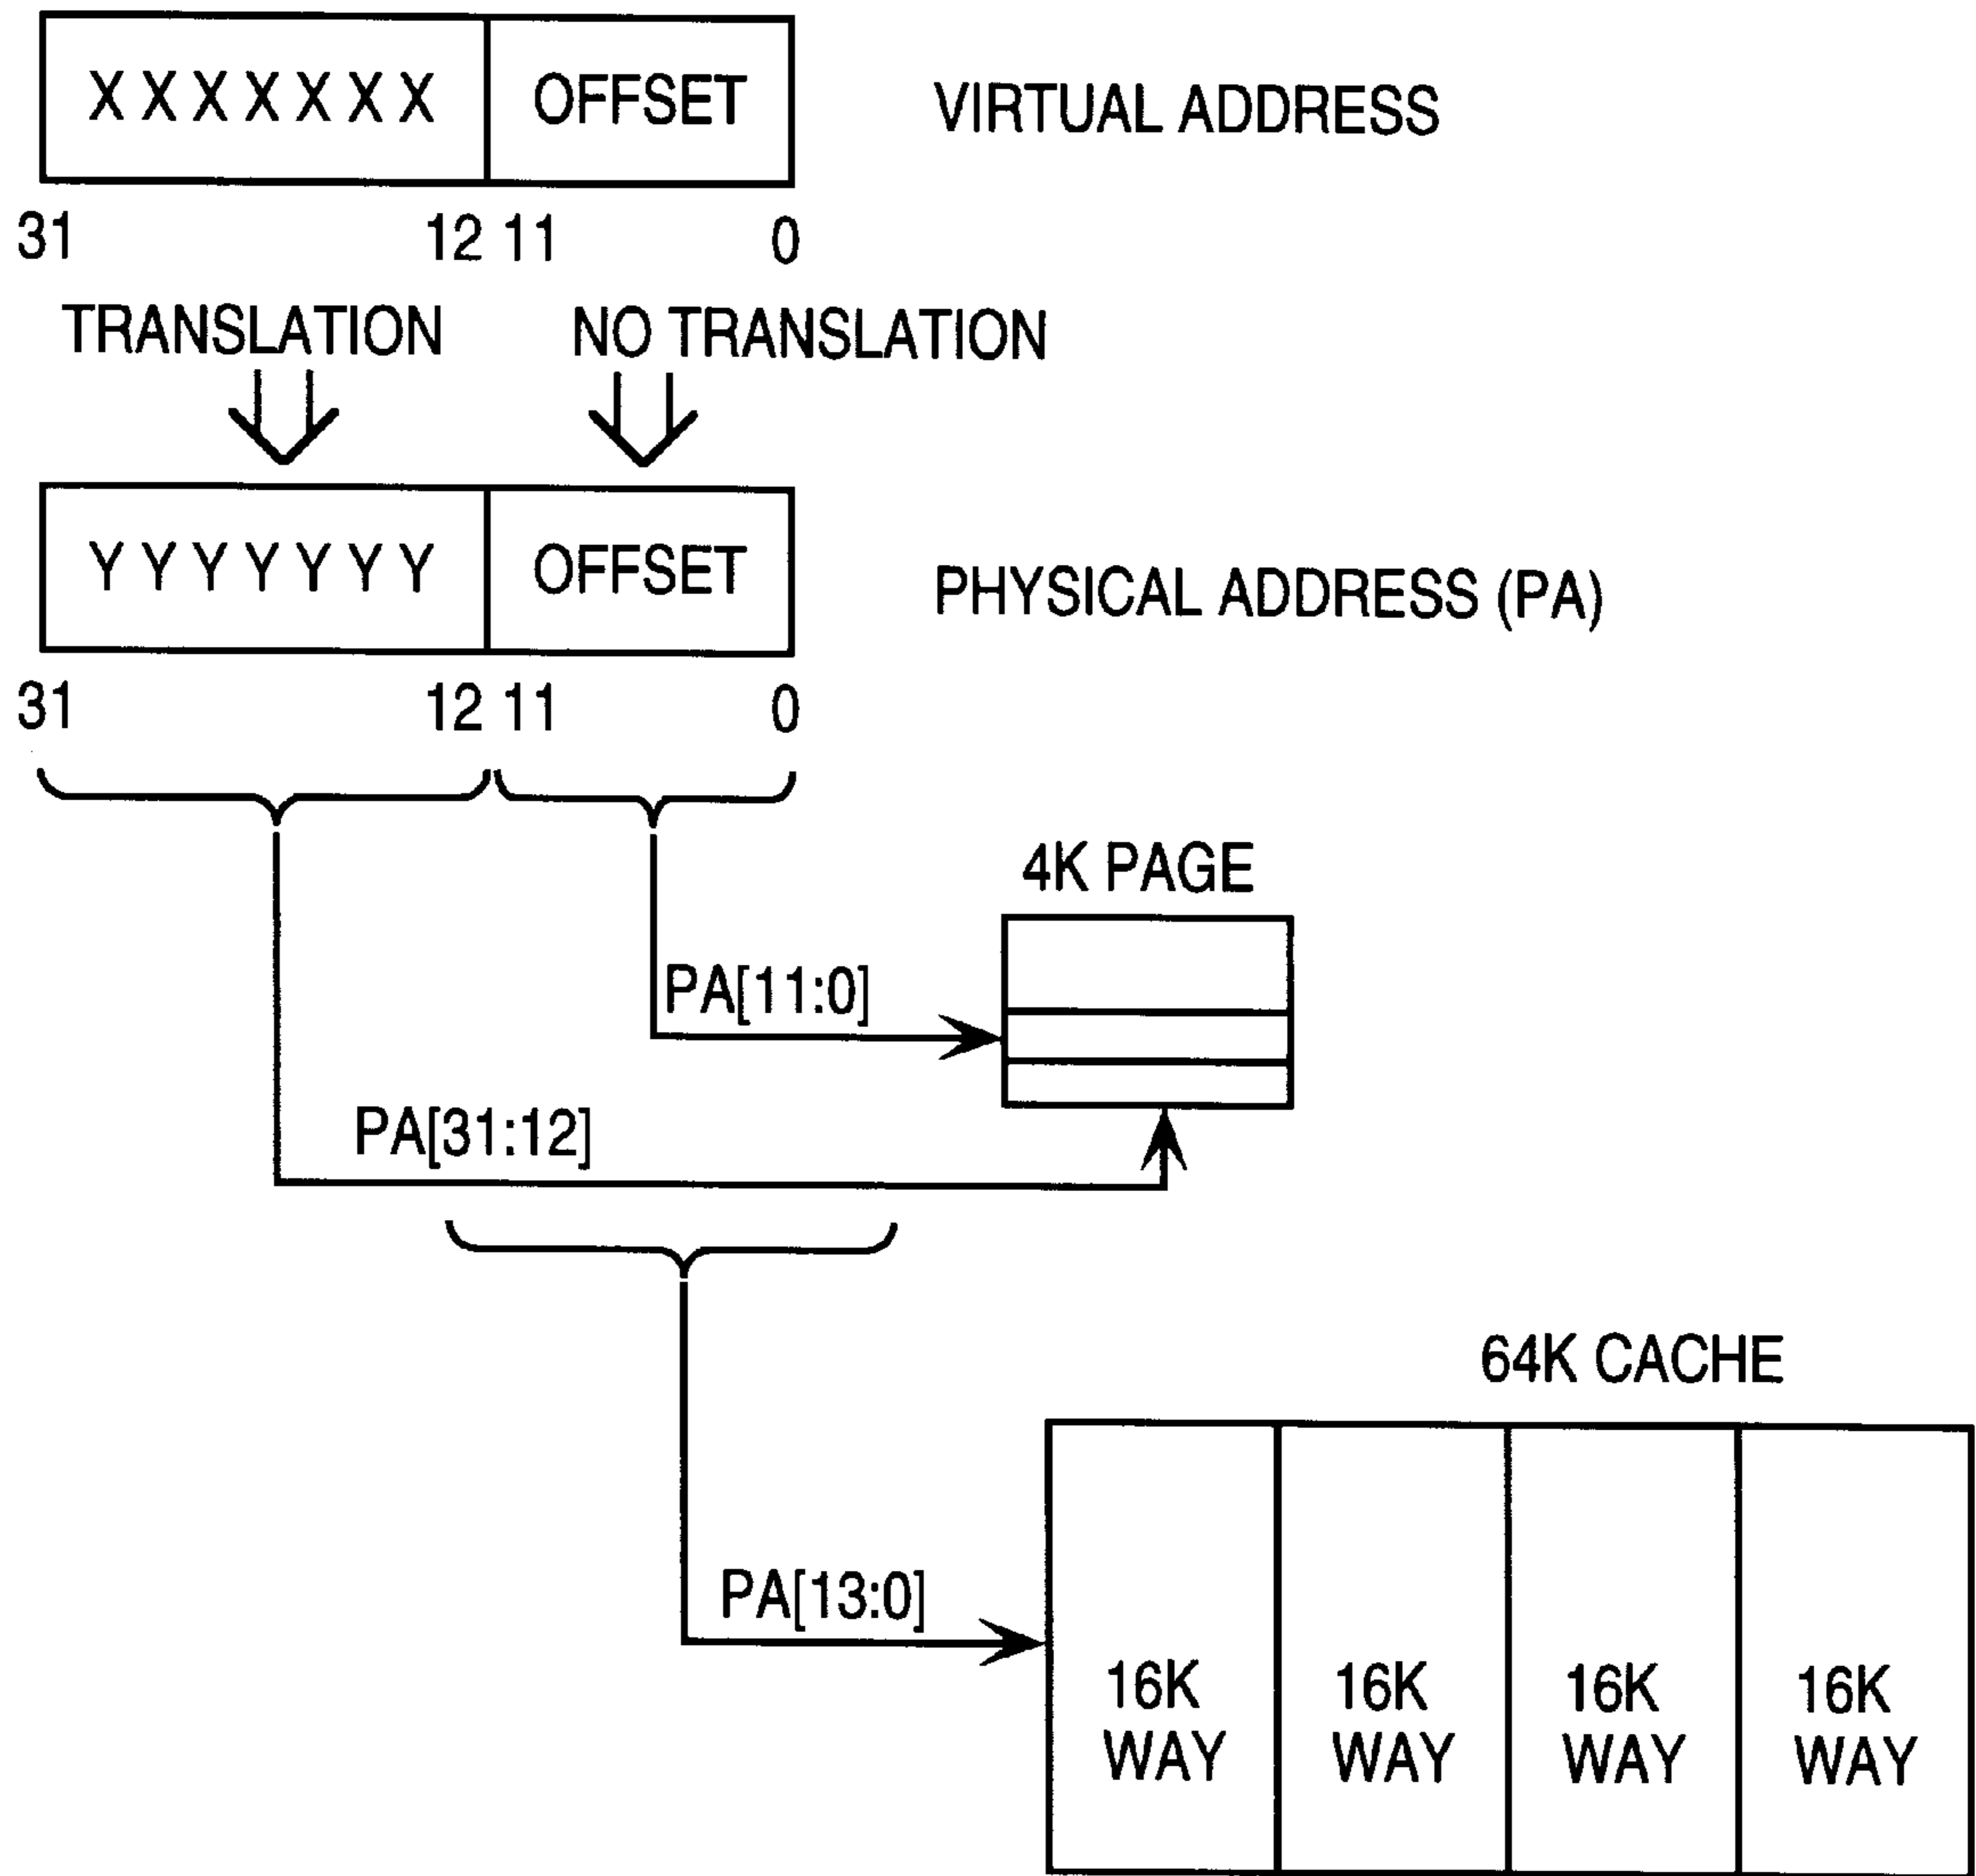 X X X X X X X OFFSET VIRTUAL ADDRESS
31 12 11 0
TRANSLATION NO TRANSLATION
Y Y Y Y Y Y Y OFFSET PHYSICAL ADDRESS (PA)
31 12 11 0
4K PAGE
PA[11:0]
PA[31:12]
64K CACHE
PA[13:0]
16K 16K 16K 16K
WAY WAY WAY WAY